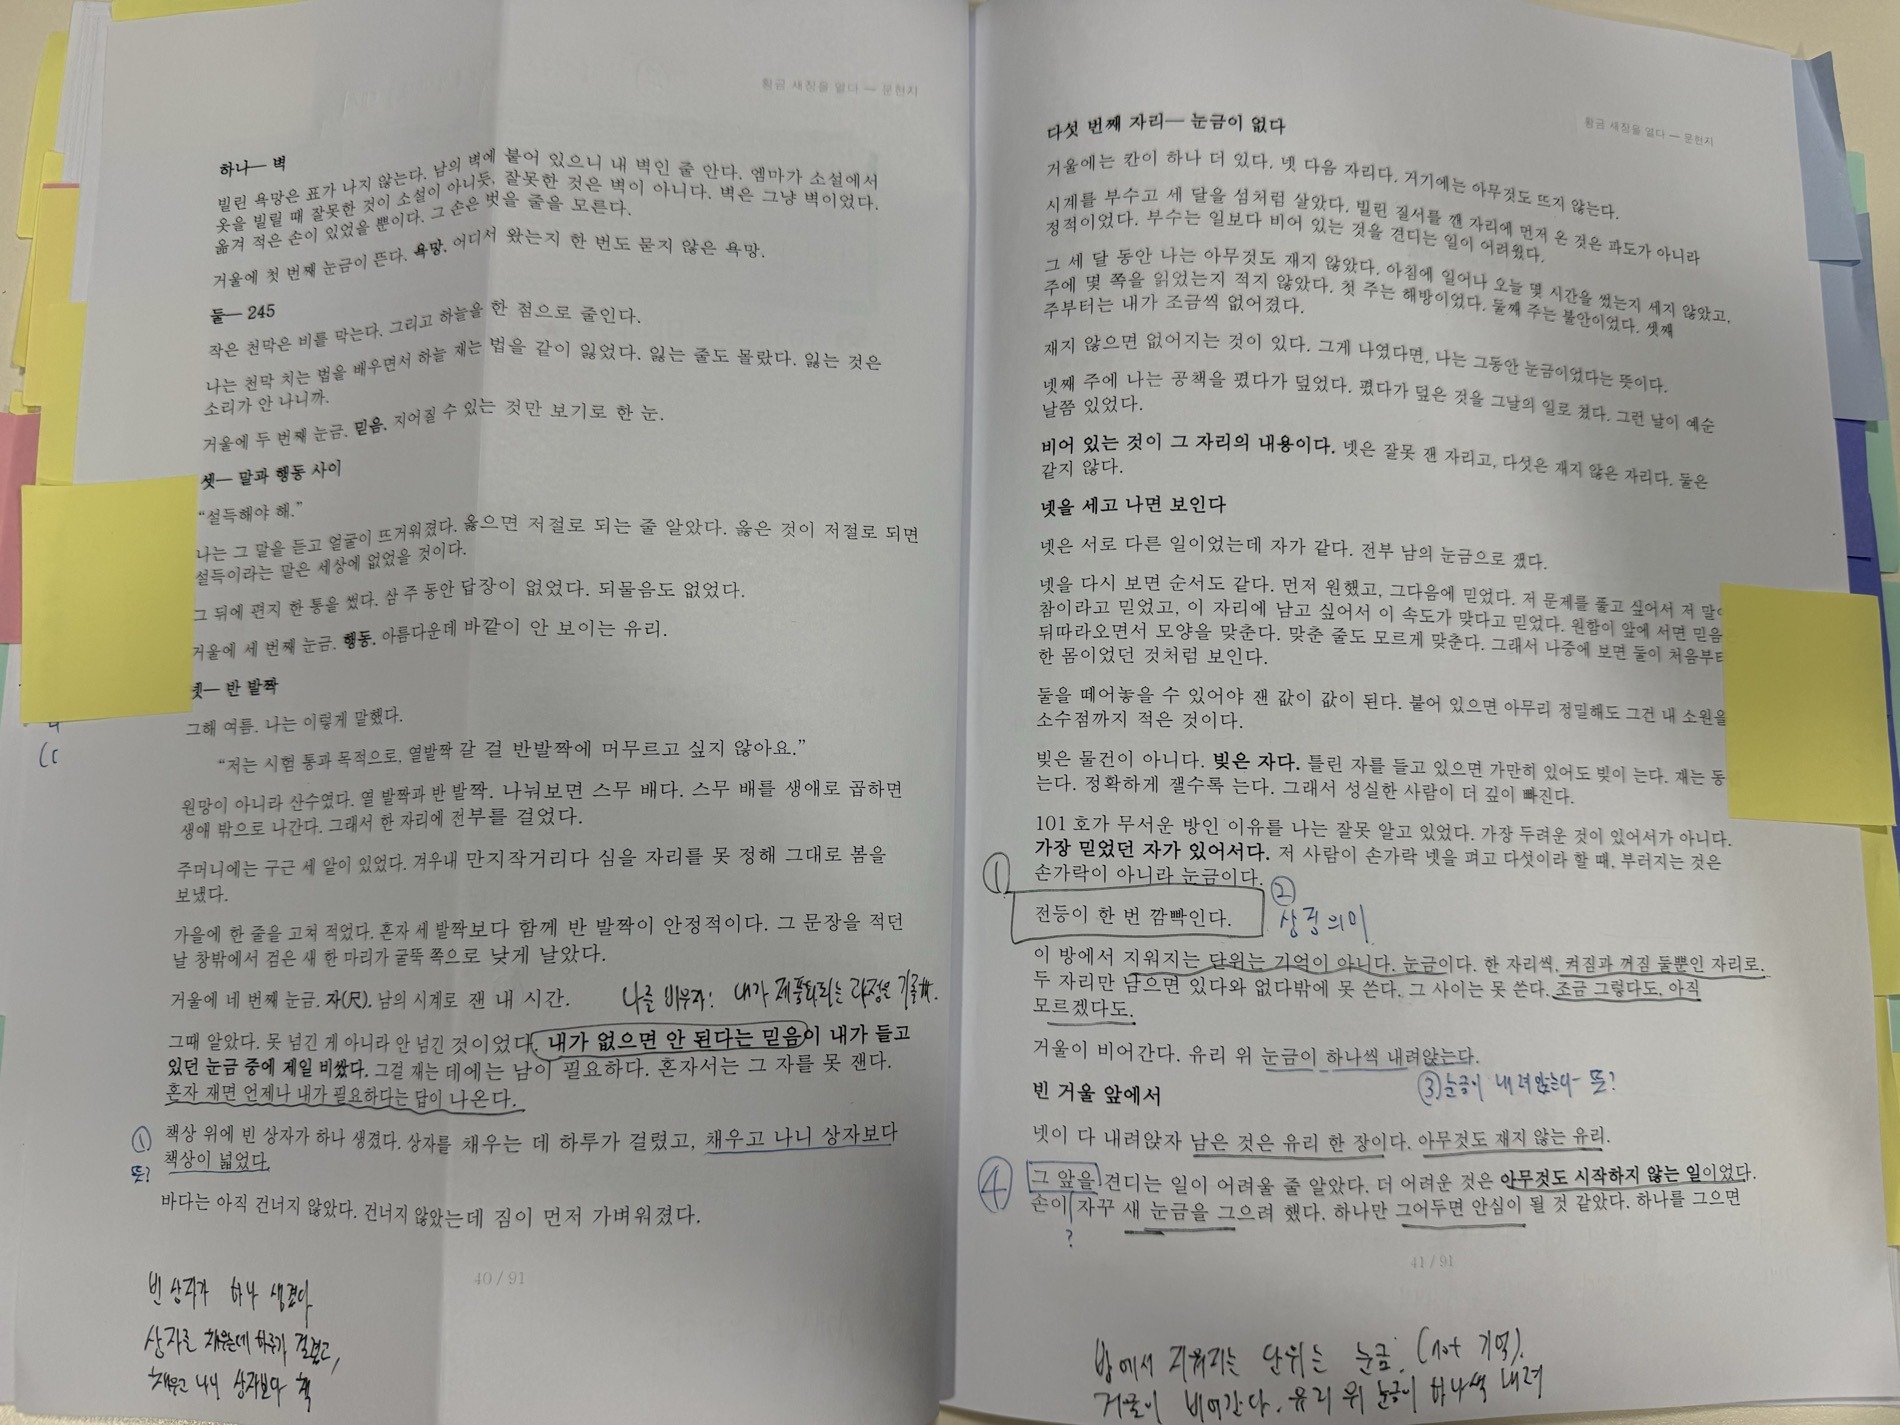 황금 새장을 열다 — 문현지
하나— 벽
빌린 욕망은 표가 나지 않는다. 남의 벽에 붙어 있으니 내 벽인 줄 안다. 엠마가 소설에서
옷을 빌릴 때 잘못한 것이 소설이 아니듯, 잘못한 것은 벽이 아니다. 벽은 그냥 벽이었다.
옮겨 적은 손이 있었을 뿐이다. 그 손은 벗을 줄을 모른다.
거울에 첫 번째 눈금이 뜬다. 욕망. 어디서 왔는지 한 번도 묻지 않은 욕망.
둘— 245
작은 천막은 비를 막는다. 그리고 하늘을 한 점으로 줄인다.
나는 천막 치는 법을 배우면서 하늘 재는 법을 같이 잃었다. 잃는 줄도 몰랐다. 잃는 것은
소리가 안 나니까.
거울에 두 번째 눈금. 믿음. 지어질 수 있는 것만 보기로 한 눈.
셋— 말과 행동 사이
“설득해야 해.”
나는 그 말을 듣고 얼굴이 뜨거워졌다. 옳으면 저절로 되는 줄 알았다. 옳은 것이 저절로 되면
설득이라는 말은 세상에 없었을 것이다.
그 뒤에 편지 한 통을 썼다. 삼 주 동안 답장이 없었다. 되물음도 없었다.
거울에 세 번째 눈금. 행동. 아름다운데 바깥이 안 보이는 유리.
넷— 반 발짝
그해 여름. 나는 이렇게 말했다.
“저는 시험 통과 목적으로, 열발짝 갈 걸 반발짝에 머무르고 싶지 않아요.”
원망이 아니라 산수였다. 열 발짝과 반 발짝. 나눠보면 스무 배다. 스무 배를 생애로 곱하면
생애 밖으로 나간다. 그래서 한 자리에 전부를 걸었다.
주머니에는 구근 세 알이 있었다. 겨우내 만지작거리다 심을 자리를 못 정해 그대로 봄을
보냈다.
가을에 한 줄을 고쳐 적었다. 혼자 세 발짝보다 함께 반 발짝이 안정적이다. 그 문장을 적던
날 창밖에서 검은 새 한 마리가 굴뚝 쪽으로 낮게 날았다.
거울에 네 번째 눈금. 자(尺). 남의 시계로 잰 내 시간.
나를 비우자! 내가 제품화되는 과정을 기록
그때 알았다. 못 넘긴 게 아니라 안 넘긴 것이었다. 내가 없으면 안 된다는 믿음이 내가 들고
있던 눈금 중에 제일 비쌌다. 그걸 재는 데에는 남이 필요하다. 혼자서는 그 자를 못 잰다.
혼자 재면 언제나 내가 필요하다는 답이 나온다.
① 책상 위에 빈 상자가 하나 생겼다. 상자를 채우는 데 하루가 걸렸고, 채우고 나니 상자보다
뜻? 책상이 넓었다.
바다는 아직 건너지 않았다. 건너지 않았는데 짐이 먼저 가벼워졌다.
40 / 91
빈 상자가 하나 생겼다
상자를 채우는데 하루가 걸렸고,
채우고 나니 상자보다 책
황금 새장을 열다 — 문현지
다섯 번째 자리— 눈금이 없다
거울에는 칸이 하나 더 있다. 넷 다음 자리다. 거기에는 아무것도 뜨지 않는다.
시계를 부수고 세 달을 섬처럼 살았다. 빌린 질서를 깬 자리에 먼저 온 것은 파도가 아니라
정적이었다. 부수는 일보다 비어 있는 것을 견디는 일이 어려웠다.
그 세 달 동안 나는 아무것도 재지 않았다. 아침에 일어나 오늘 몇 시간을 썼는지 세지 않았고,
주에 몇 쪽을 읽었는지 적지 않았다. 첫 주는 해방이었다. 둘째 주는 불안이었다. 셋째
주부터는 내가 조금씩 없어졌다.
재지 않으면 없어지는 것이 있다. 그게 나였다면, 나는 그동안 눈금이었다는 뜻이다.
넷째 주에 나는 공책을 폈다가 덮었다. 폈다가 덮은 것을 그날의 일로 쳤다. 그런 날이 예순
날쯤 있었다.
비어 있는 것이 그 자리의 내용이다. 넷은 잘못 잰 자리고, 다섯은 재지 않은 자리다. 둘은
같지 않다.
넷을 세고 나면 보인다
넷은 서로 다른 일이었는데 자가 같다. 전부 남의 눈금으로 쟀다.
넷을 다시 보면 순서도 같다. 먼저 원했고, 그다음에 믿었다. 저 문제를 풀고 싶어서 저 말이
참이라고 믿었고, 이 자리에 남고 싶어서 이 속도가 맞다고 믿었다. 원함이 앞에 서면 믿음
뒤따라오면서 모양을 맞춘다. 맞춘 줄도 모르게 맞춘다. 그래서 나중에 보면 둘이 처음부터
한 몸이었던 것처럼 보인다.
둘을 떼어놓을 수 있어야 잰 값이 값이 된다. 붙어 있으면 아무리 정밀해도 그건 내 소원을
소수점까지 적은 것이다.
빚은 물건이 아니다. 빚은 자다. 틀린 자를 들고 있으면 가만히 있어도 빚이 는다. 재는 동
는다. 정확하게 잴수록 는다. 그래서 성실한 사람이 더 깊이 빠진다.
101 호가 무서운 방인 이유를 나는 잘못 알고 있었다. 가장 두려운 것이 있어서가 아니다.
가장 믿었던 자가 있어서다. 저 사람이 손가락 넷을 펴고 다섯이라 할 때, 부러지는 것은
① 손가락이 아니라 눈금이다.
전등이 한 번 깜빡인다.
② 상징 의미
이 방에서 지워지는 단위는 기억이 아니다. 눈금이다. 한 자리씩, 켜짐과 꺼짐 둘뿐인 자리로.
두 자리만 남으면 있다와 없다밖에 못 쓴다. 그 사이는 못 쓴다. 조금 그렇다도, 아직
모르겠다도.
거울이 비어간다. 유리 위 눈금이 하나씩 내려앉는다.
③ 눈금이 내려앉는다- 뜻?
빈 거울 앞에서
넷이 다 내려앉자 남은 것은 유리 한 장이다. 아무것도 재지 않는 유리.
④ 그 앞을 견디는 일이 어려울 줄 알았다. 더 어려운 것은 아무것도 시작하지 않는 일이었다.
손이 자꾸 새 눈금을 그으려 했다. 하나만 그어두면 안심이 될 것 같았다. 하나를 그으면
?
41 / 91
방에서 지워지는 단위는 눈금. (not 기억).
거울이 비어간다. 유리 위 눈금이 하나씩 내려